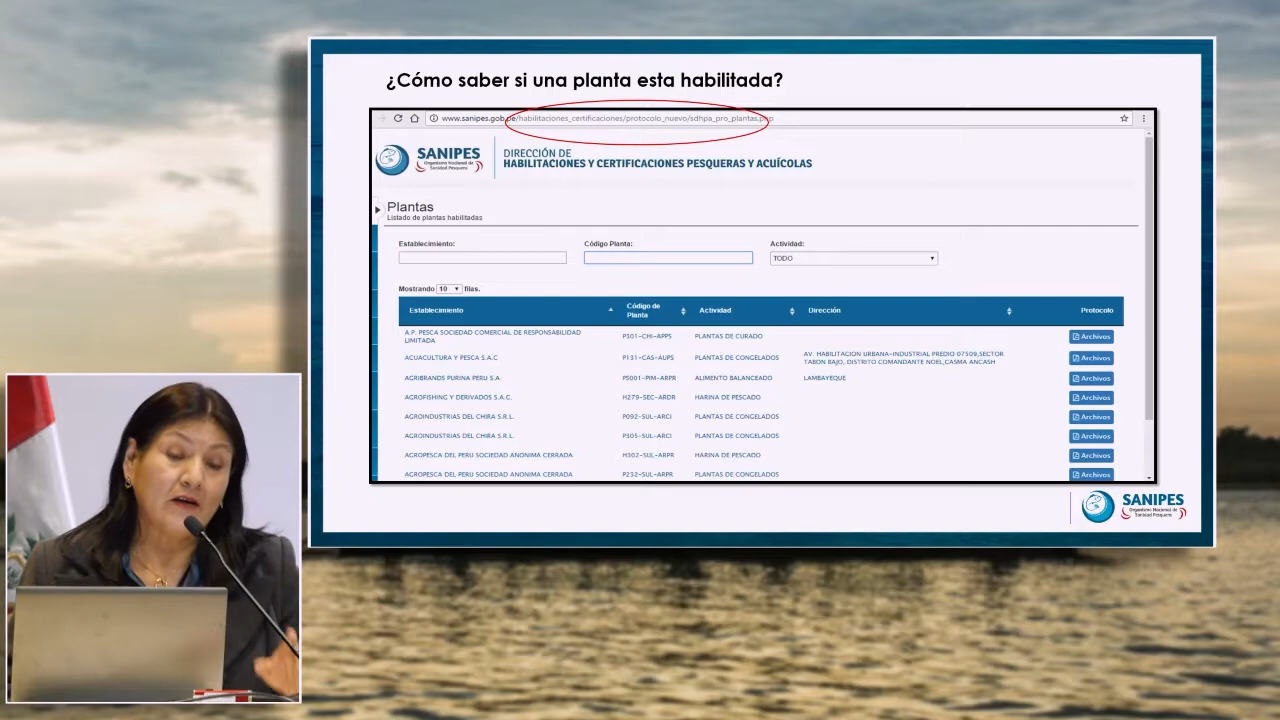 ¿Cómo saber si una planta esta habilitada?
www.sanipes.gob.pe/habilitaciones_certificaciones/protocolo_nuevo/sdhpa_pro_plantas.php
SANIPES
Organismo Nacional de
Sanidad Pesquera
DIRECCIÓN DE
HABILITACIONES Y CERTIFICACIONES PESQUERAS Y ACUÍCOLAS
Plantas
Listado de plantas habilitadas
Establecimiento:
Código Planta:
Actividad:
TODO
Mostrando 10 filas.
Establecimiento
Código de
Planta
Actividad
Dirección
Protocolo
A.P. PESCA SOCIEDAD COMERCIAL DE RESPONSABILIDAD
LIMITADA
P301-CHI-APPS
PLANTAS DE CURADO
Archivos
ACUACULTURA Y PESCA S.A.C
P131-CAS-AUPS
PLANTAS DE CONGELADOS
AV. HABILITACION URBANA-INDUSTRIAL PREDIO 07509,SECTOR
TABON BAJO, DISTRITO COMANDANTE NOEL,CASMA ANCASH
Archivos
AGRIBRANDS PURINA PERU S.A.
P5001-PIM-ARPR
ALIMENTO BALANCEADO
LAMBAYEQUE
Archivos
AGROFISHING Y DERIVADOS S.A.C.
H279-SEC-ARDR
HARINA DE PESCADO
Archivos
AGROINDUSTRIAS DEL CHIRA S.R.L.
P092-SUL-ARCI
PLANTAS DE CONGELADOS
Archivos
AGROINDUSTRIAS DEL CHIRA S.R.L.
P305-SUL-ARCI
PLANTAS DE CONGELADOS
Archivos
AGROPESCA DEL PERU SOCIEDAD ANONIMA CERRADA
H302-SUL-ARPR
HARINA DE PESCADO
Archivos
AGROPESCA DEL PERU SOCIEDAD ANONIMA CERRADA
P232-SUL-ARPR
PLANTAS DE CONGELADOS
Archivos
SANIPES
Organismo Nacional de
Sanidad Pesquera